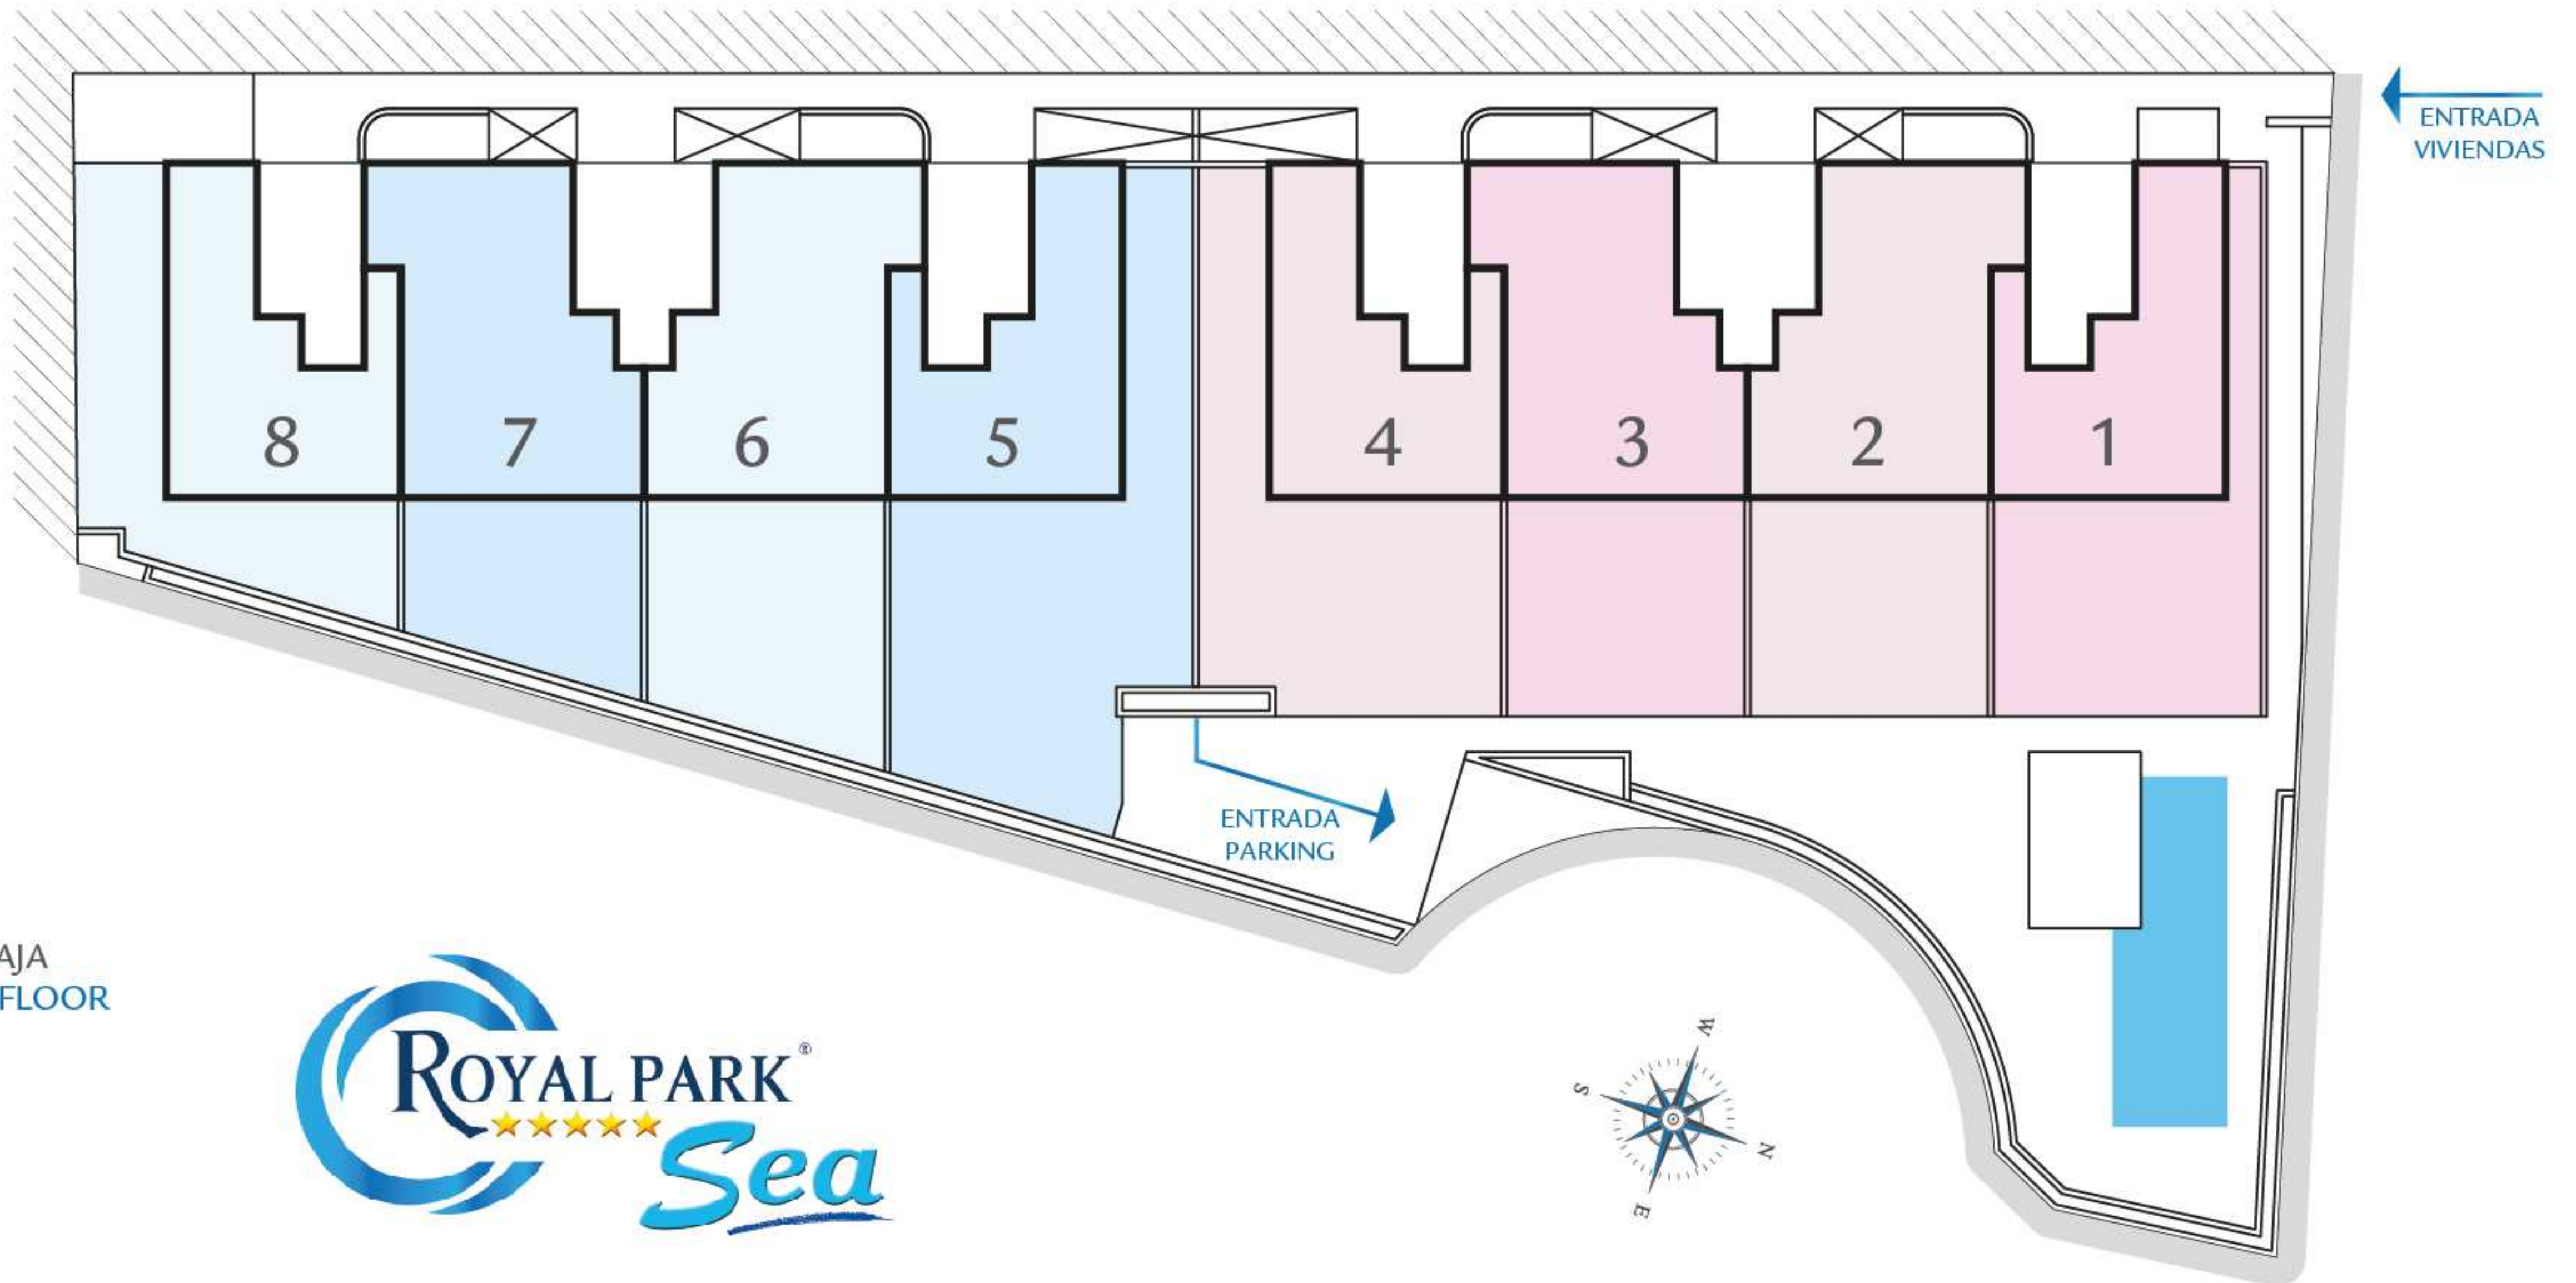 ENTRADA
VIVIENDAS
8
7
6
5
4
3
2
1
ENTRADA
PARKING
AJA
FLOOR
ROYAL PARK®
Sea
W
S
N
E